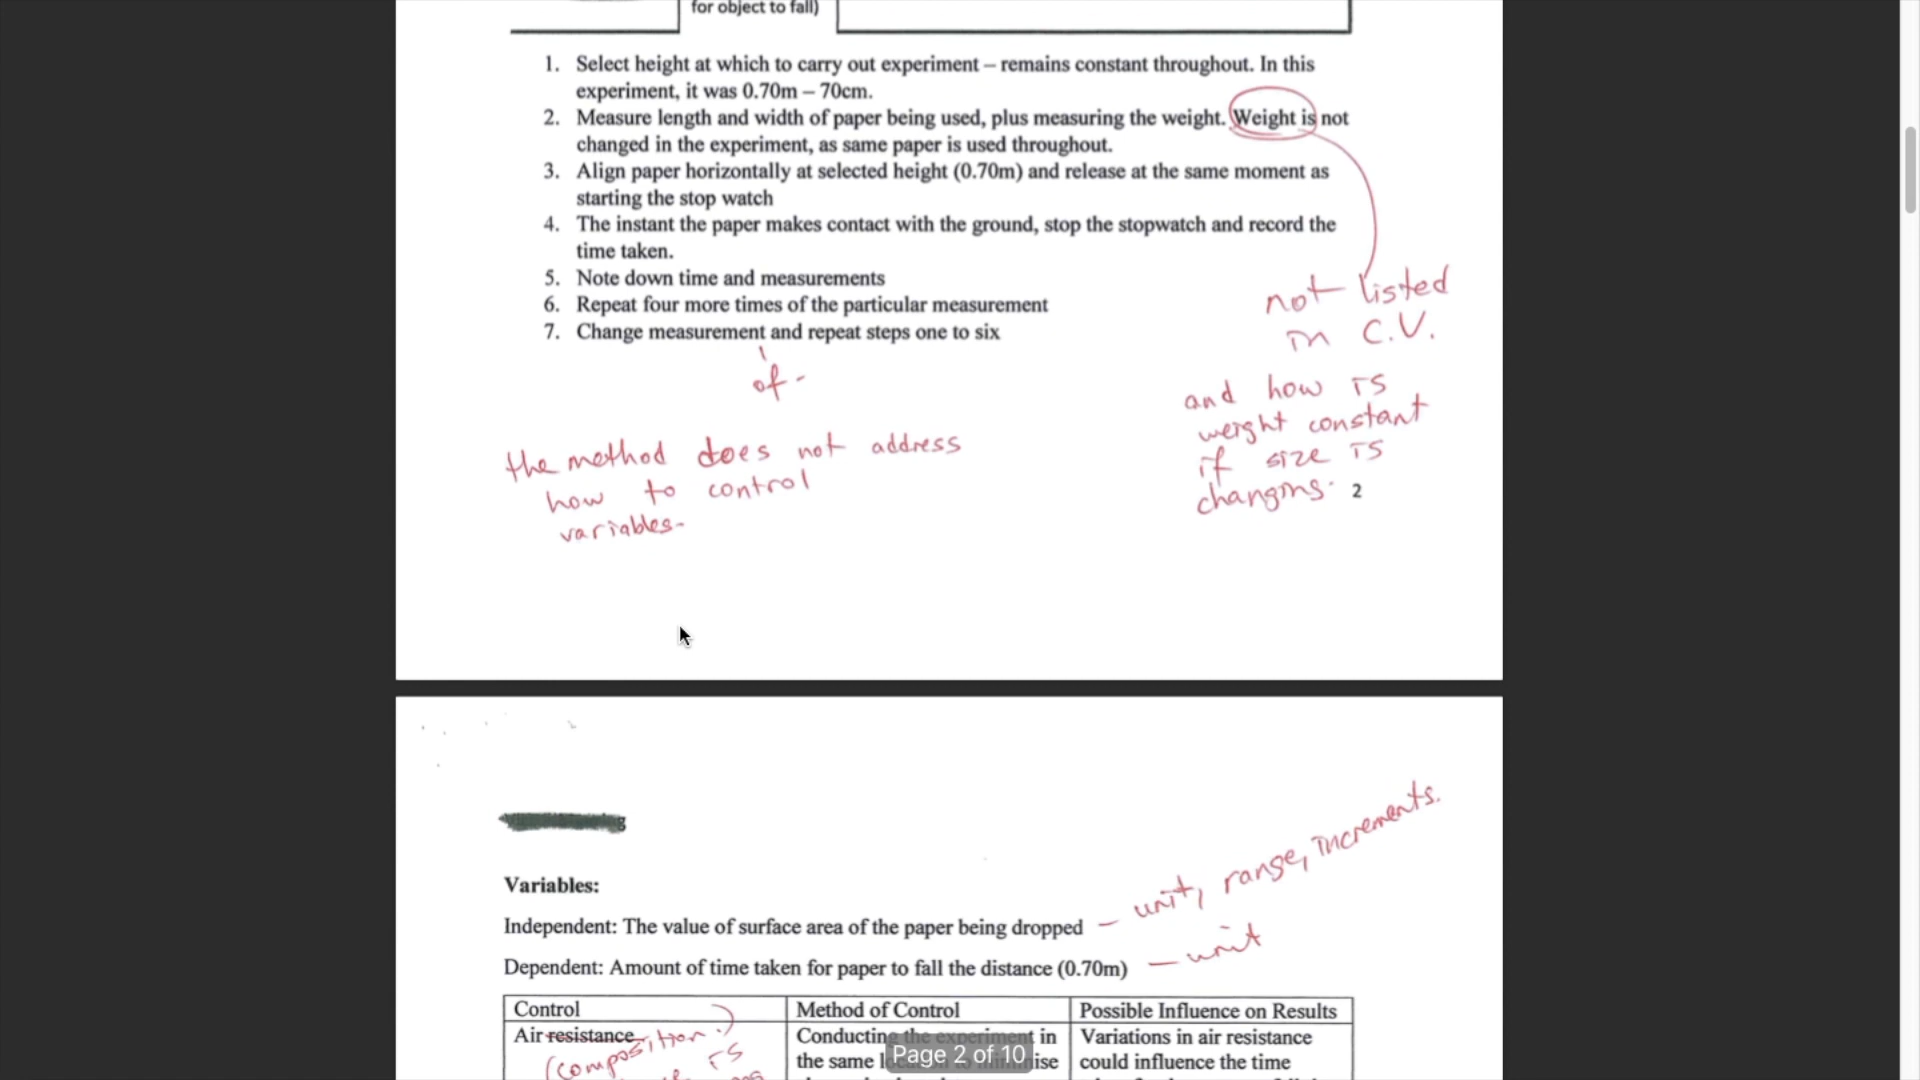 for object to fall)
1. Select height at which to carry out experiment – remains constant throughout. In this
experiment, it was 0.70m – 70cm.
2. Measure length and width of paper being used, plus measuring the weight. Weight is not
changed in the experiment, as same paper is used throughout.
3. Align paper horizontally at selected height (0.70m) and release at the same moment as
starting the stop watch
4. The instant the paper makes contact with the ground, stop the stopwatch and record the
time taken.
5. Note down time and measurements
6. Repeat four more times of the particular measurement
7. Change measurement and repeat steps one to six
of -
not listed
in C.V.
and how is
weight constant
if size is
changing.
2
the method does not address
how to control
variables.
Variables:
Independent: The value of surface area of the paper being dropped
— unit, range, increments.
Dependent: Amount of time taken for paper to fall the distance (0.70m)
— unit
Control
Method of Control
Possible Influence on Results
Air resistance
(composition.)
is
Conducting the experiment in
the same
Variations in air resistance
could influence the time
Page 2 of 10